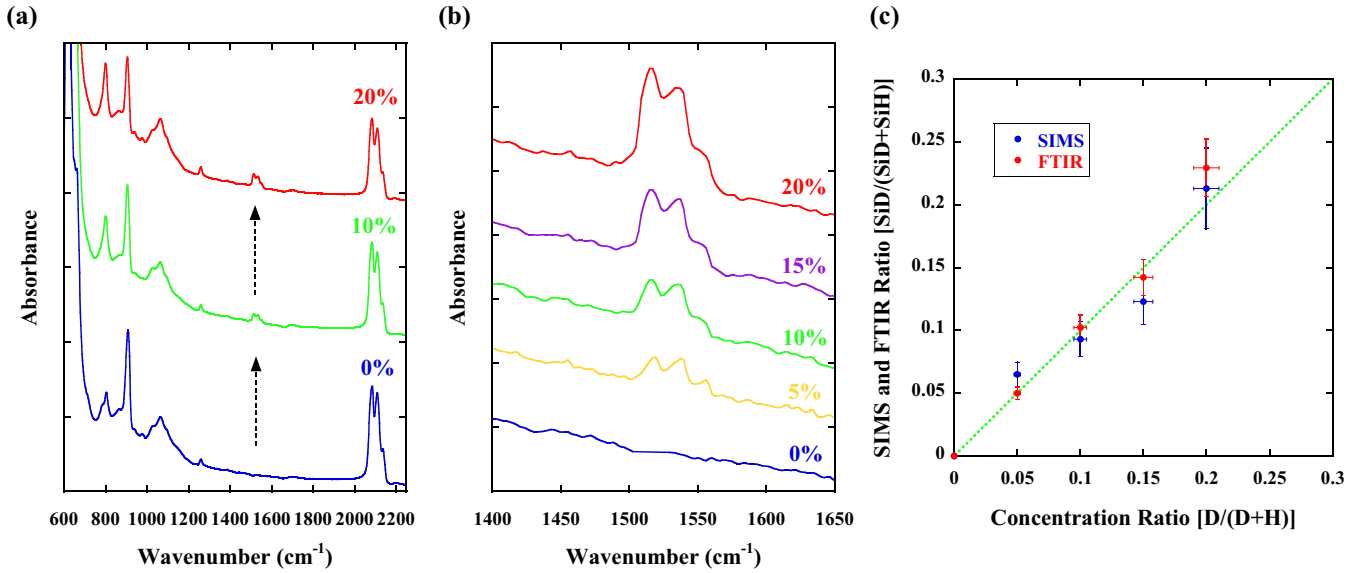 (a)
Absorbance
20%
10%
0%
600 800 1000 1200 1400 1600 1800 2000 2200
Wavenumber (cm⁻¹)
(b)
Absorbance
20%
15%
10%
5%
0%
1400 1450 1500 1550 1600 1650
Wavenumber (cm⁻¹)
(c)
SIMS and FTIR Ratio [SiD/(SiD+SiH)]
0.3
0.25
0.2
0.15
0.1
0.05
0
SIMS
FTIR
0 0.05 0.1 0.15 0.2 0.25 0.3
Concentration Ratio [D/(D+H)]